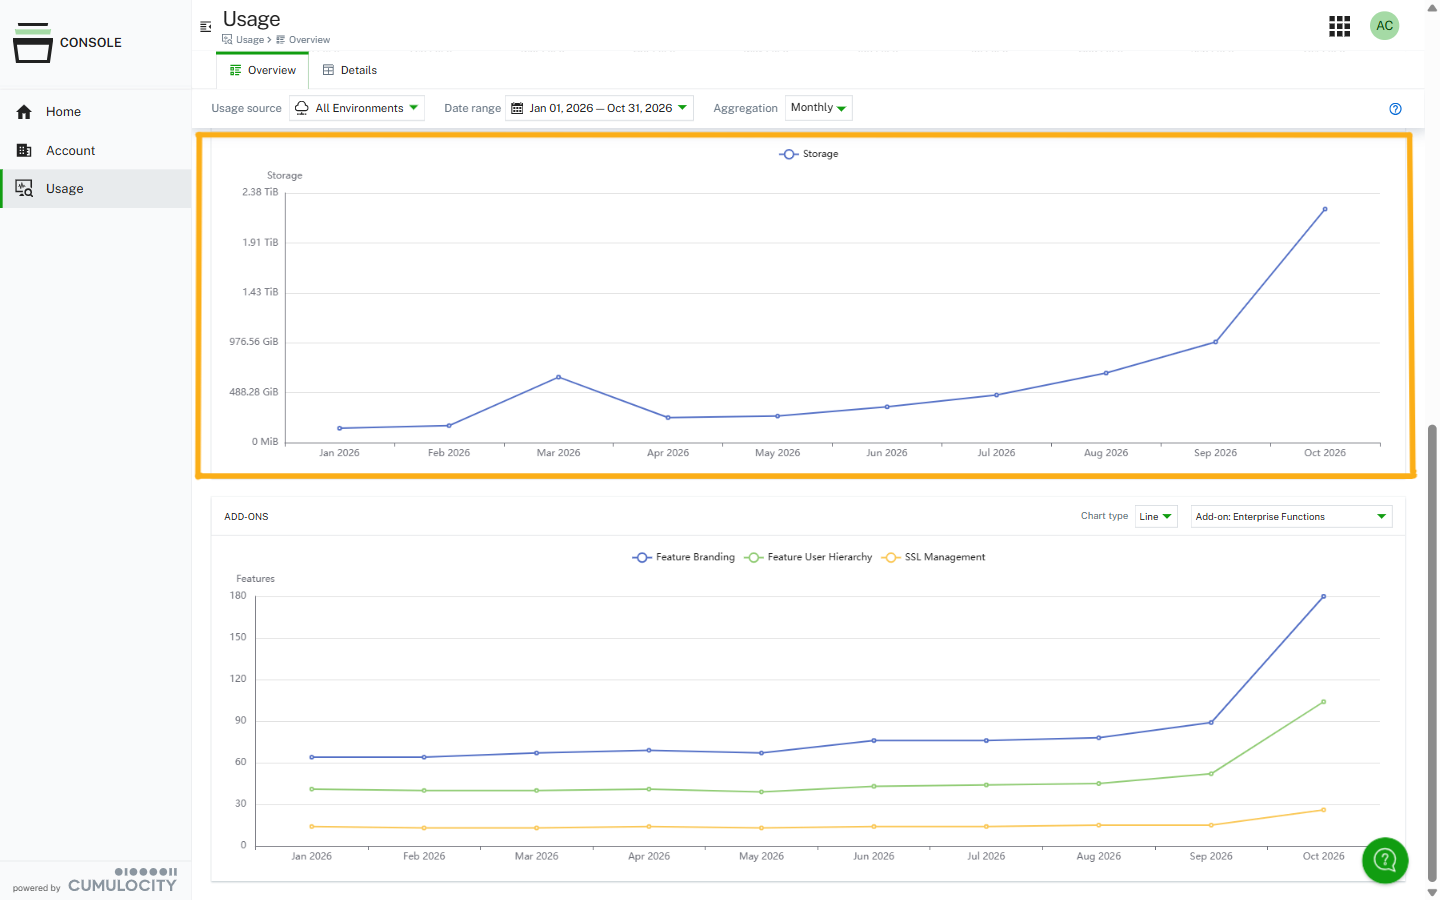 CONSOLE
Home
Account
Usage
powered by CUMULOCITY
Usage
Usage > Overview
AC
Overview Details
Usage source All Environments Date range Jan 01, 2026 — Oct 31, 2026 Aggregation Monthly
Storage
Storage
2.38 TiB
1.91 TiB
1.43 TiB
976.56 GiB
488.28 GiB
0 MiB
Jan 2026 Feb 2026 Mar 2026 Apr 2026 May 2026 Jun 2026 Jul 2026 Aug 2026 Sep 2026 Oct 2026
ADD-ONS Chart type Line Add-on: Enterprise Functions
Feature Branding Feature User Hierarchy SSL Management
Features
180
150
120
90
60
30
0
Jan 2026 Feb 2026 Mar 2026 Apr 2026 May 2026 Jun 2026 Jul 2026 Aug 2026 Sep 2026 Oct 2026